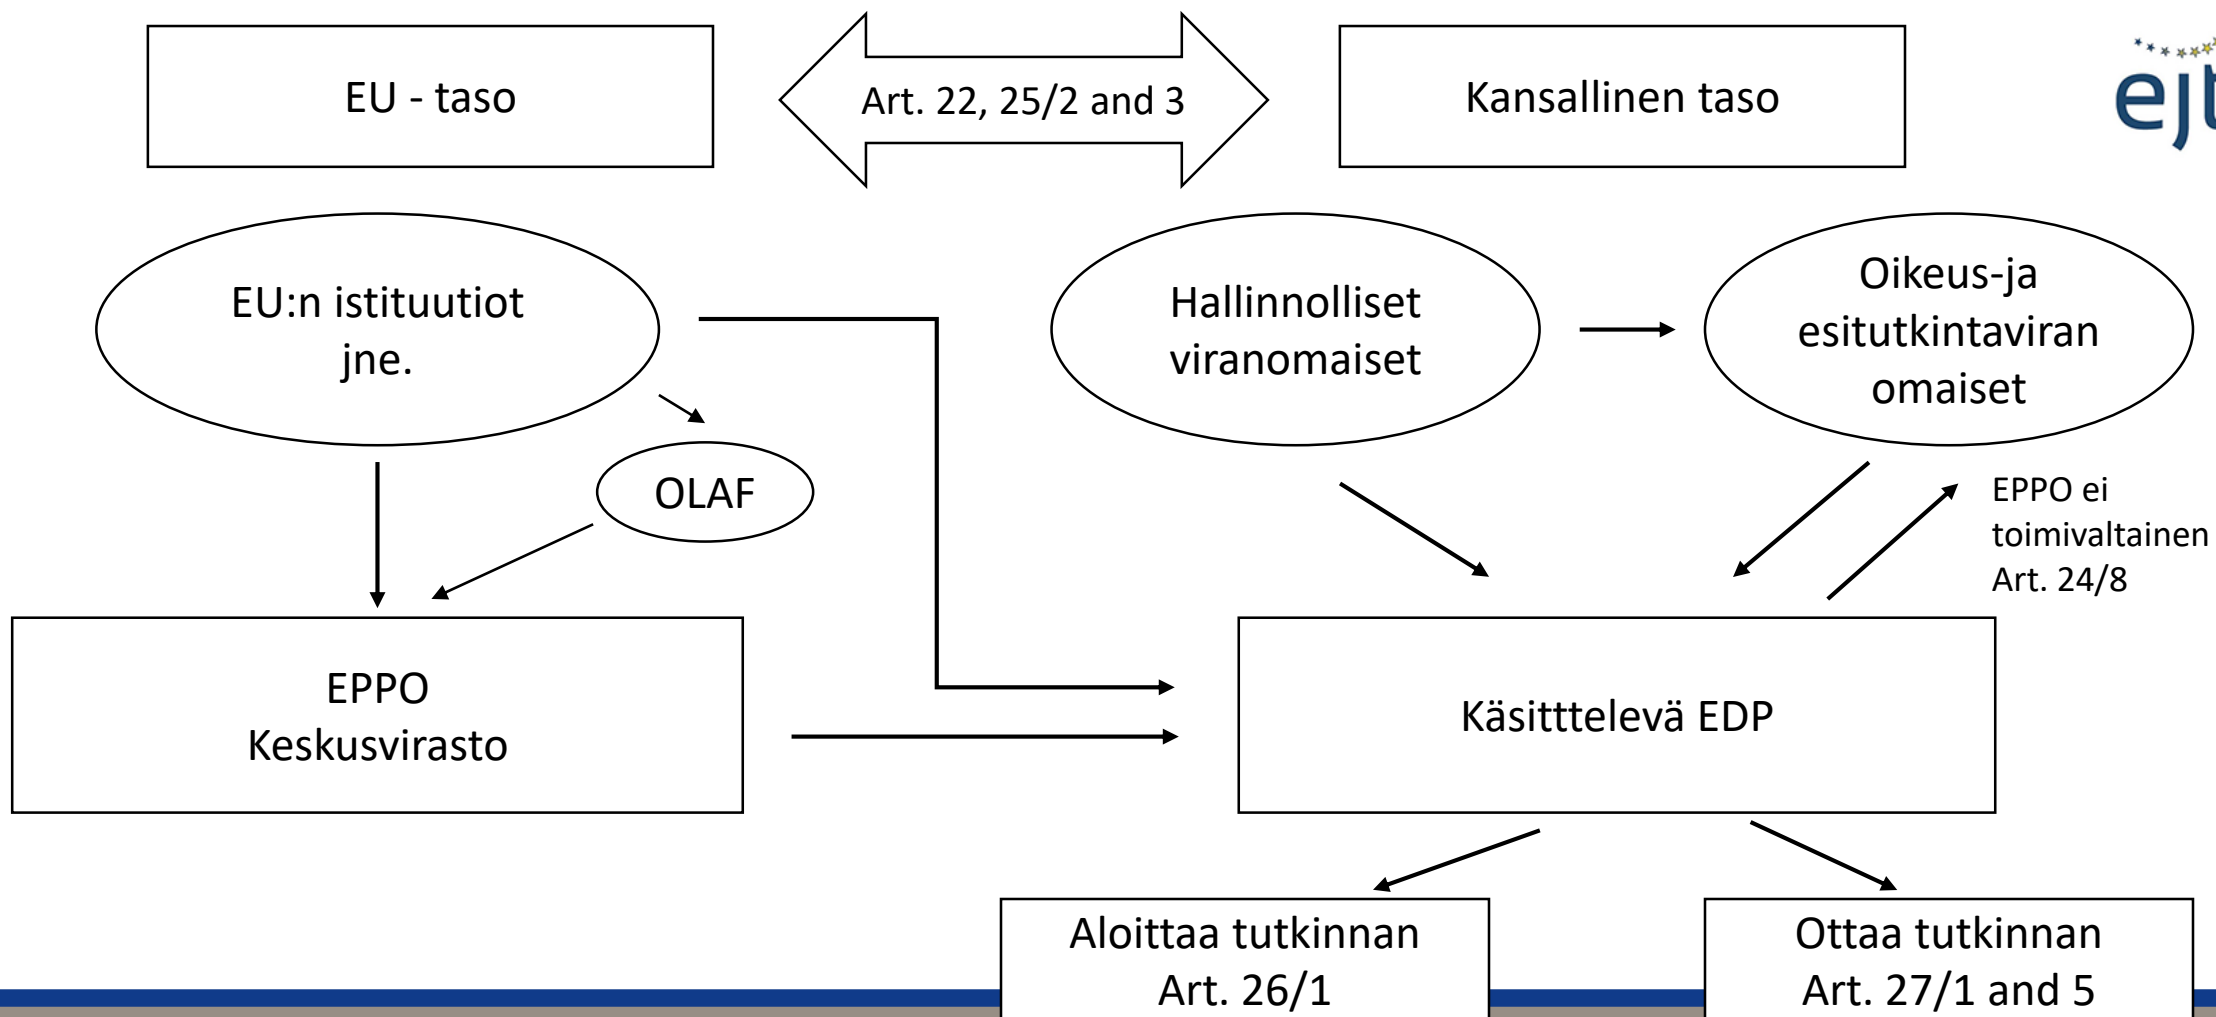 EU - taso
Art. 22, 25/2 and 3
Kansallinen taso
EU:n istituutiot
jne.
Hallinnolliset
viranomaiset
Oikeus-ja
esitutkintaviran
omaiset
OLAF
EPPO ei
toimivaltainen
Art. 24/8
EPPO
Keskusvirasto
Käsitttelevä EDP
Aloittaa tutkinnan
Art. 26/1
Ottaa tutkinnan
Art. 27/1 and 5